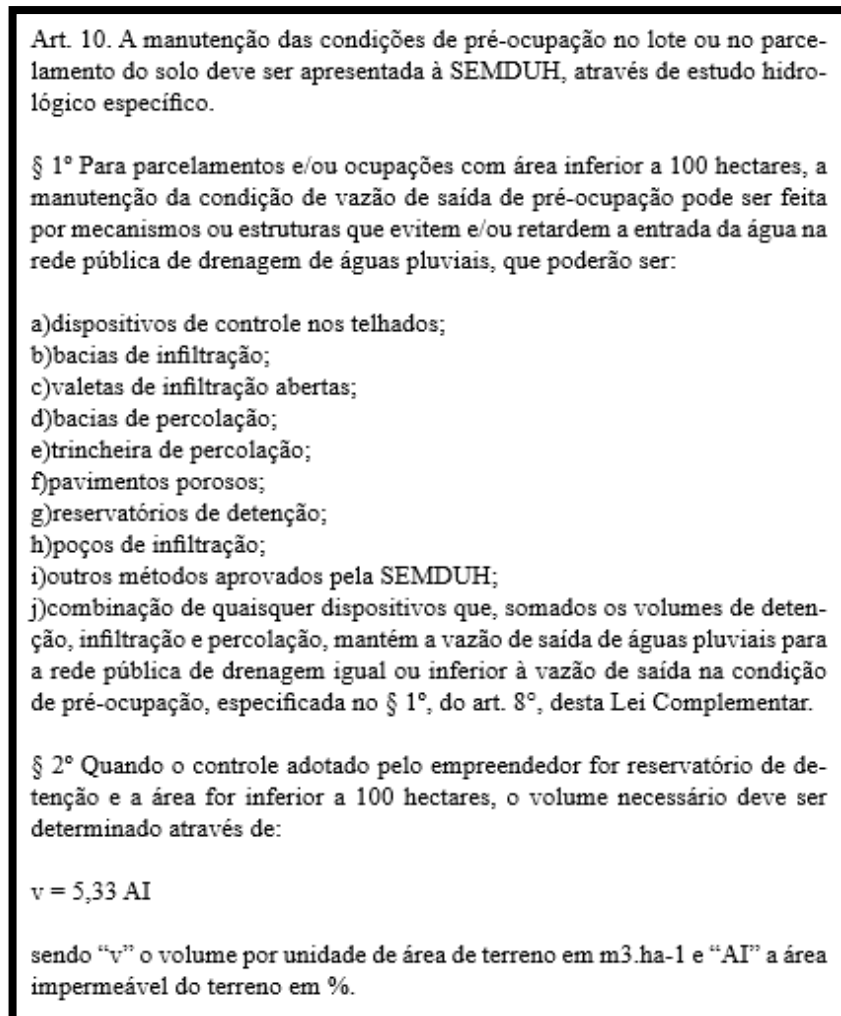 Art. 10. A manutenção das condições de pré-ocupação no lote ou no parce-
lamento do solo deve ser apresentada à SEMDUH, através de estudo hidro-
lógico específico.
§ 1º Para parcelamentos e/ou ocupações com área inferior a 100 hectares, a
manutenção da condição de vazão de saída de pré-ocupação pode ser feita
por mecanismos ou estruturas que evitem e/ou retardem a entrada da água na
rede pública de drenagem de águas pluviais, que poderão ser:
a)dispositivos de controle nos telhados;
b)bacias de infiltração;
c)valetas de infiltração abertas;
d)bacias de percolação;
e)trincheira de percolação;
f)pavimentos porosos;
g)reservatórios de detenção;
h)poços de infiltração;
i)outros métodos aprovados pela SEMDUH;
j)combinação de quaisquer dispositivos que, somados os volumes de deten-
ção, infiltração e percolação, mantém a vazão de saída de águas pluviais para
a rede pública de drenagem igual ou inferior à vazão de saída na condição
de pré-ocupação, especificada no § 1º, do art. 8°, desta Lei Complementar.
§ 2º Quando o controle adotado pelo empreendedor for reservatório de de-
tenção e a área for inferior a 100 hectares, o volume necessário deve ser
determinado através de:
v = 5,33 AI
sendo “v” o volume por unidade de área de terreno em m3.ha-1 e “AI” a área
impermeável do terreno em %.